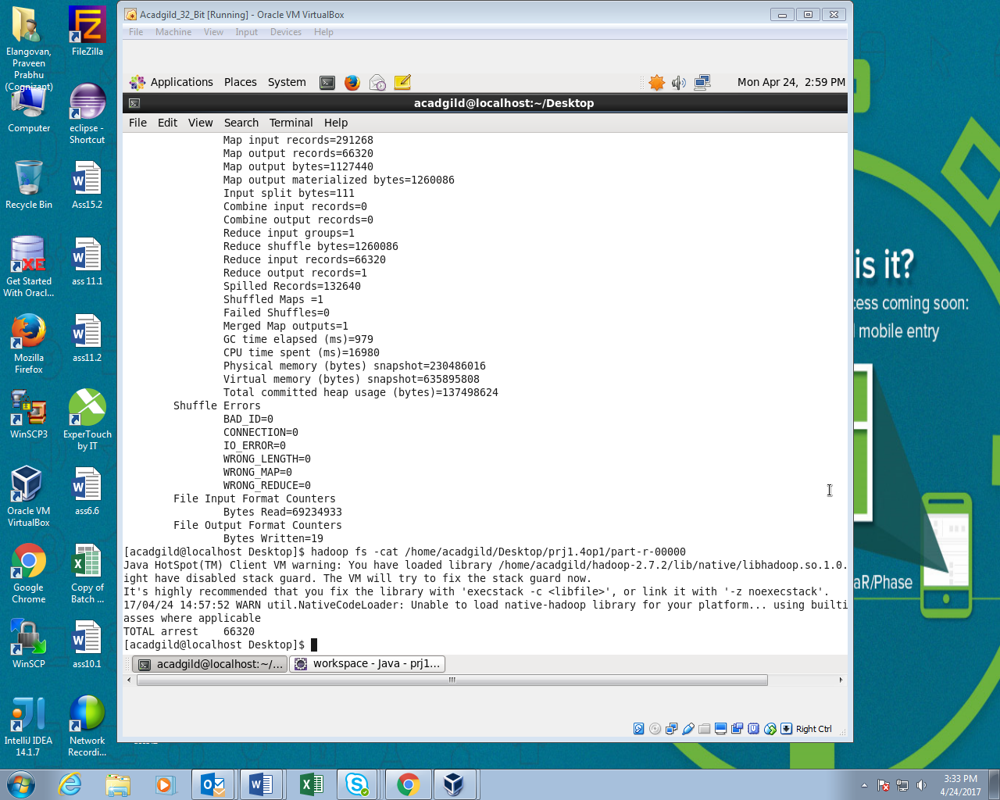 Acadgild_32_Bit [Running] - Oracle VM VirtualBox
File Machine View Input Devices Help
Applications Places System
Mon Apr 24, 2:59 PM
acadgild@localhost:~/Desktop
File Edit View Search Terminal Help
Map input records=291268
Map output records=66320
Map output bytes=1127440
Map output materialized bytes=1260086
Input split bytes=111
Combine input records=0
Combine output records=0
Reduce input groups=1
Reduce shuffle bytes=1260086
Reduce input records=66320
Reduce output records=1
Spilled Records=132640
Shuffled Maps =1
Failed Shuffles=0
Merged Map outputs=1
GC time elapsed (ms)=979
CPU time spent (ms)=16980
Physical memory (bytes) snapshot=230486016
Virtual memory (bytes) snapshot=635895808
Total committed heap usage (bytes)=137498624
Shuffle Errors
BAD_ID=0
CONNECTION=0
IO_ERROR=0
WRONG_LENGTH=0
WRONG_MAP=0
WRONG_REDUCE=0
File Input Format Counters
Bytes Read=69234933
File Output Format Counters
Bytes Written=19
[acadgild@localhost Desktop]$ hadoop fs -cat /home/acadgild/Desktop/prj1.4op1/part-r-00000
Java HotSpot(TM) Client VM warning: You have loaded library /home/acadgild/hadoop-2.7.2/lib/native/libhadoop.so.1.0.
ight have disabled stack guard. The VM will try to fix the stack guard now.
It's highly recommended that you fix the library with 'execstack -c <libfile>', or link it with '-z noexecstack'.
17/04/24 14:57:52 WARN util.NativeCodeLoader: Unable to load native-hadoop library for your platform... using builti
asses where applicable
TOTAL arrest 66320
[acadgild@localhost Desktop]$
acadgild@localhost:~/...
workspace - Java - prj1...
Right Ctrl
Elangovan,
Praveen
Prabhu
(Cognizant)
FileZilla
Computer
eclipse -
Shortcut
Recycle Bin
Ass15.2
Get Started
With Oracl...
ass 11.1
Mozilla
Firefox
ass11.2
WinSCP3
ExperTouch
by IT
Oracle VM
VirtualBox
ass6.6
Google
Chrome
Copy of
Batch ...
WinSCP
ass10.1
IntelliJ IDEA
14.1.7
Network
Recordi...
is it?
cess coming soon:
mobile entry
aR/Phase
3:33 PM
4/24/2017